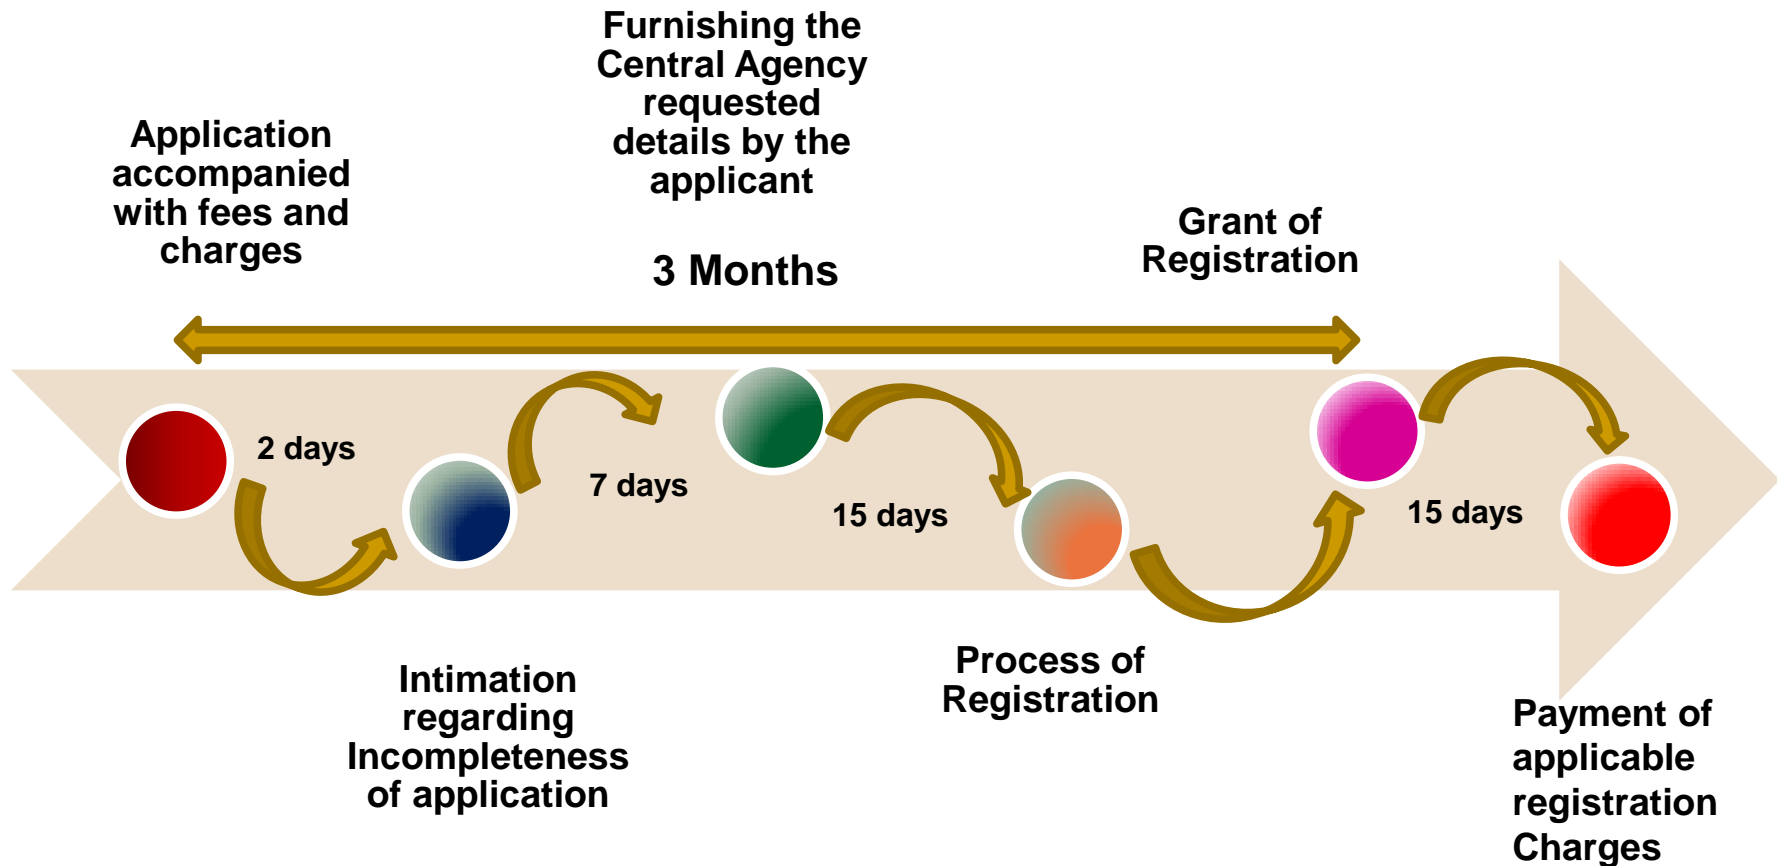 Application
accompanied
with fees and
charges
Furnishing the
Central Agency
requested
details by the
applicant
3 Months
Grant of
Registration
2 days
7 days
15 days
15 days
Intimation
regarding
Incompleteness
of application
Process of
Registration
Payment of
applicable
registration
Charges